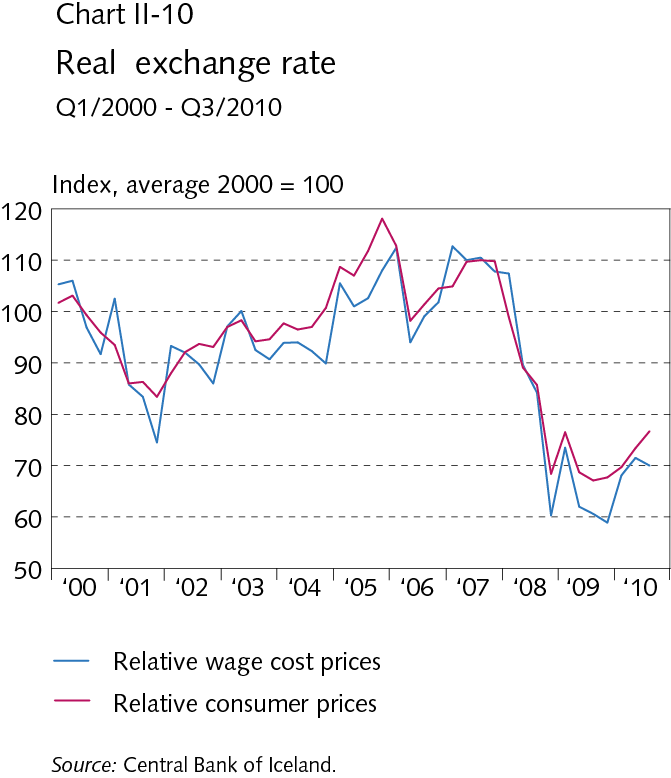 Chart II-10
Real exchange rate
Q1/2000 - Q3/2010
Index, average 2000 = 100
120
110
100
90
80
70
60
50
‘00 ‘01 ‘02 ‘03 ‘04 ‘05 ‘06 ‘07 ‘08 ‘09 ‘10
Relative wage cost prices
Relative consumer prices
Source: Central Bank of Iceland.